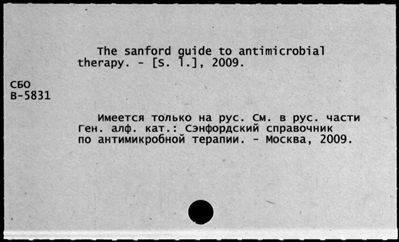 The sanford guide to antimicrobial
therapy. - [S. l.], 2009.
СБО
В-5831
Имеется только на рус. См. в рус. части
Ген. алф. кат.: Сэнфордский справочник
по антимикробной терапии. - Москва, 2009.